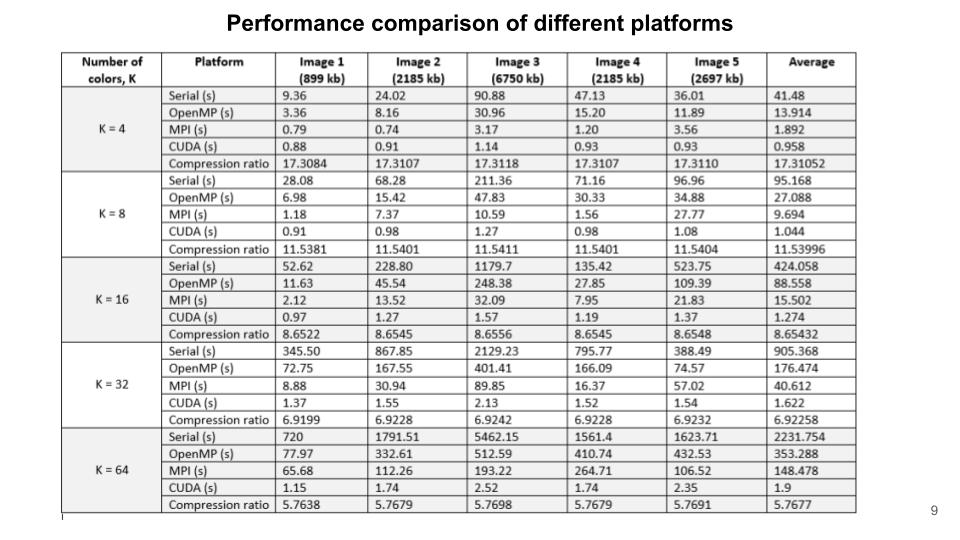 Performance comparison of different platforms
Number of colors, K Platform Image 1 (899 kb) Image 2 (2185 kb) Image 3 (6750 kb) Image 4 (2185 kb) Image 5 (2697 kb) Average
K = 4
Serial (s) 9.36 24.02 90.88 47.13 36.01 41.48
OpenMP (s) 3.36 8.16 30.96 15.20 11.89 13.914
MPI (s) 0.79 0.74 3.17 1.20 3.56 1.892
CUDA (s) 0.88 0.91 1.14 0.93 0.93 0.958
Compression ratio 17.3084 17.3107 17.3118 17.3107 17.3110 17.31052
K = 8
Serial (s) 28.08 68.28 211.36 71.16 96.96 95.168
OpenMP (s) 6.98 15.42 47.83 30.33 34.88 27.088
MPI (s) 1.18 7.37 10.59 1.56 27.77 9.694
CUDA (s) 0.91 0.98 1.27 0.98 1.08 1.044
Compression ratio 11.5381 11.5401 11.5411 11.5401 11.5404 11.53996
K = 16
Serial (s) 52.62 228.80 1179.7 135.42 523.75 424.058
OpenMP (s) 11.63 45.54 248.38 27.85 109.39 88.558
MPI (s) 2.12 13.52 32.09 7.95 21.83 15.502
CUDA (s) 0.97 1.27 1.57 1.19 1.37 1.274
Compression ratio 8.6522 8.6545 8.6556 8.6545 8.6548 8.65432
K = 32
Serial (s) 345.50 867.85 2129.23 795.77 388.49 905.368
OpenMP (s) 72.75 167.55 401.41 166.09 74.57 176.474
MPI (s) 8.88 30.94 89.85 16.37 57.02 40.612
CUDA (s) 1.37 1.55 2.13 1.52 1.54 1.622
Compression ratio 6.9199 6.9228 6.9242 6.9228 6.9232 6.92258
K = 64
Serial (s) 720 1791.51 5462.15 1561.4 1623.71 2231.754
OpenMP (s) 77.97 332.61 512.59 410.74 432.53 353.288
MPI (s) 65.68 112.26 193.22 264.71 106.52 148.478
CUDA (s) 1.15 1.74 2.52 1.74 2.35 1.9
Compression ratio 5.7638 5.7679 5.7698 5.7679 5.7691 5.7677
9